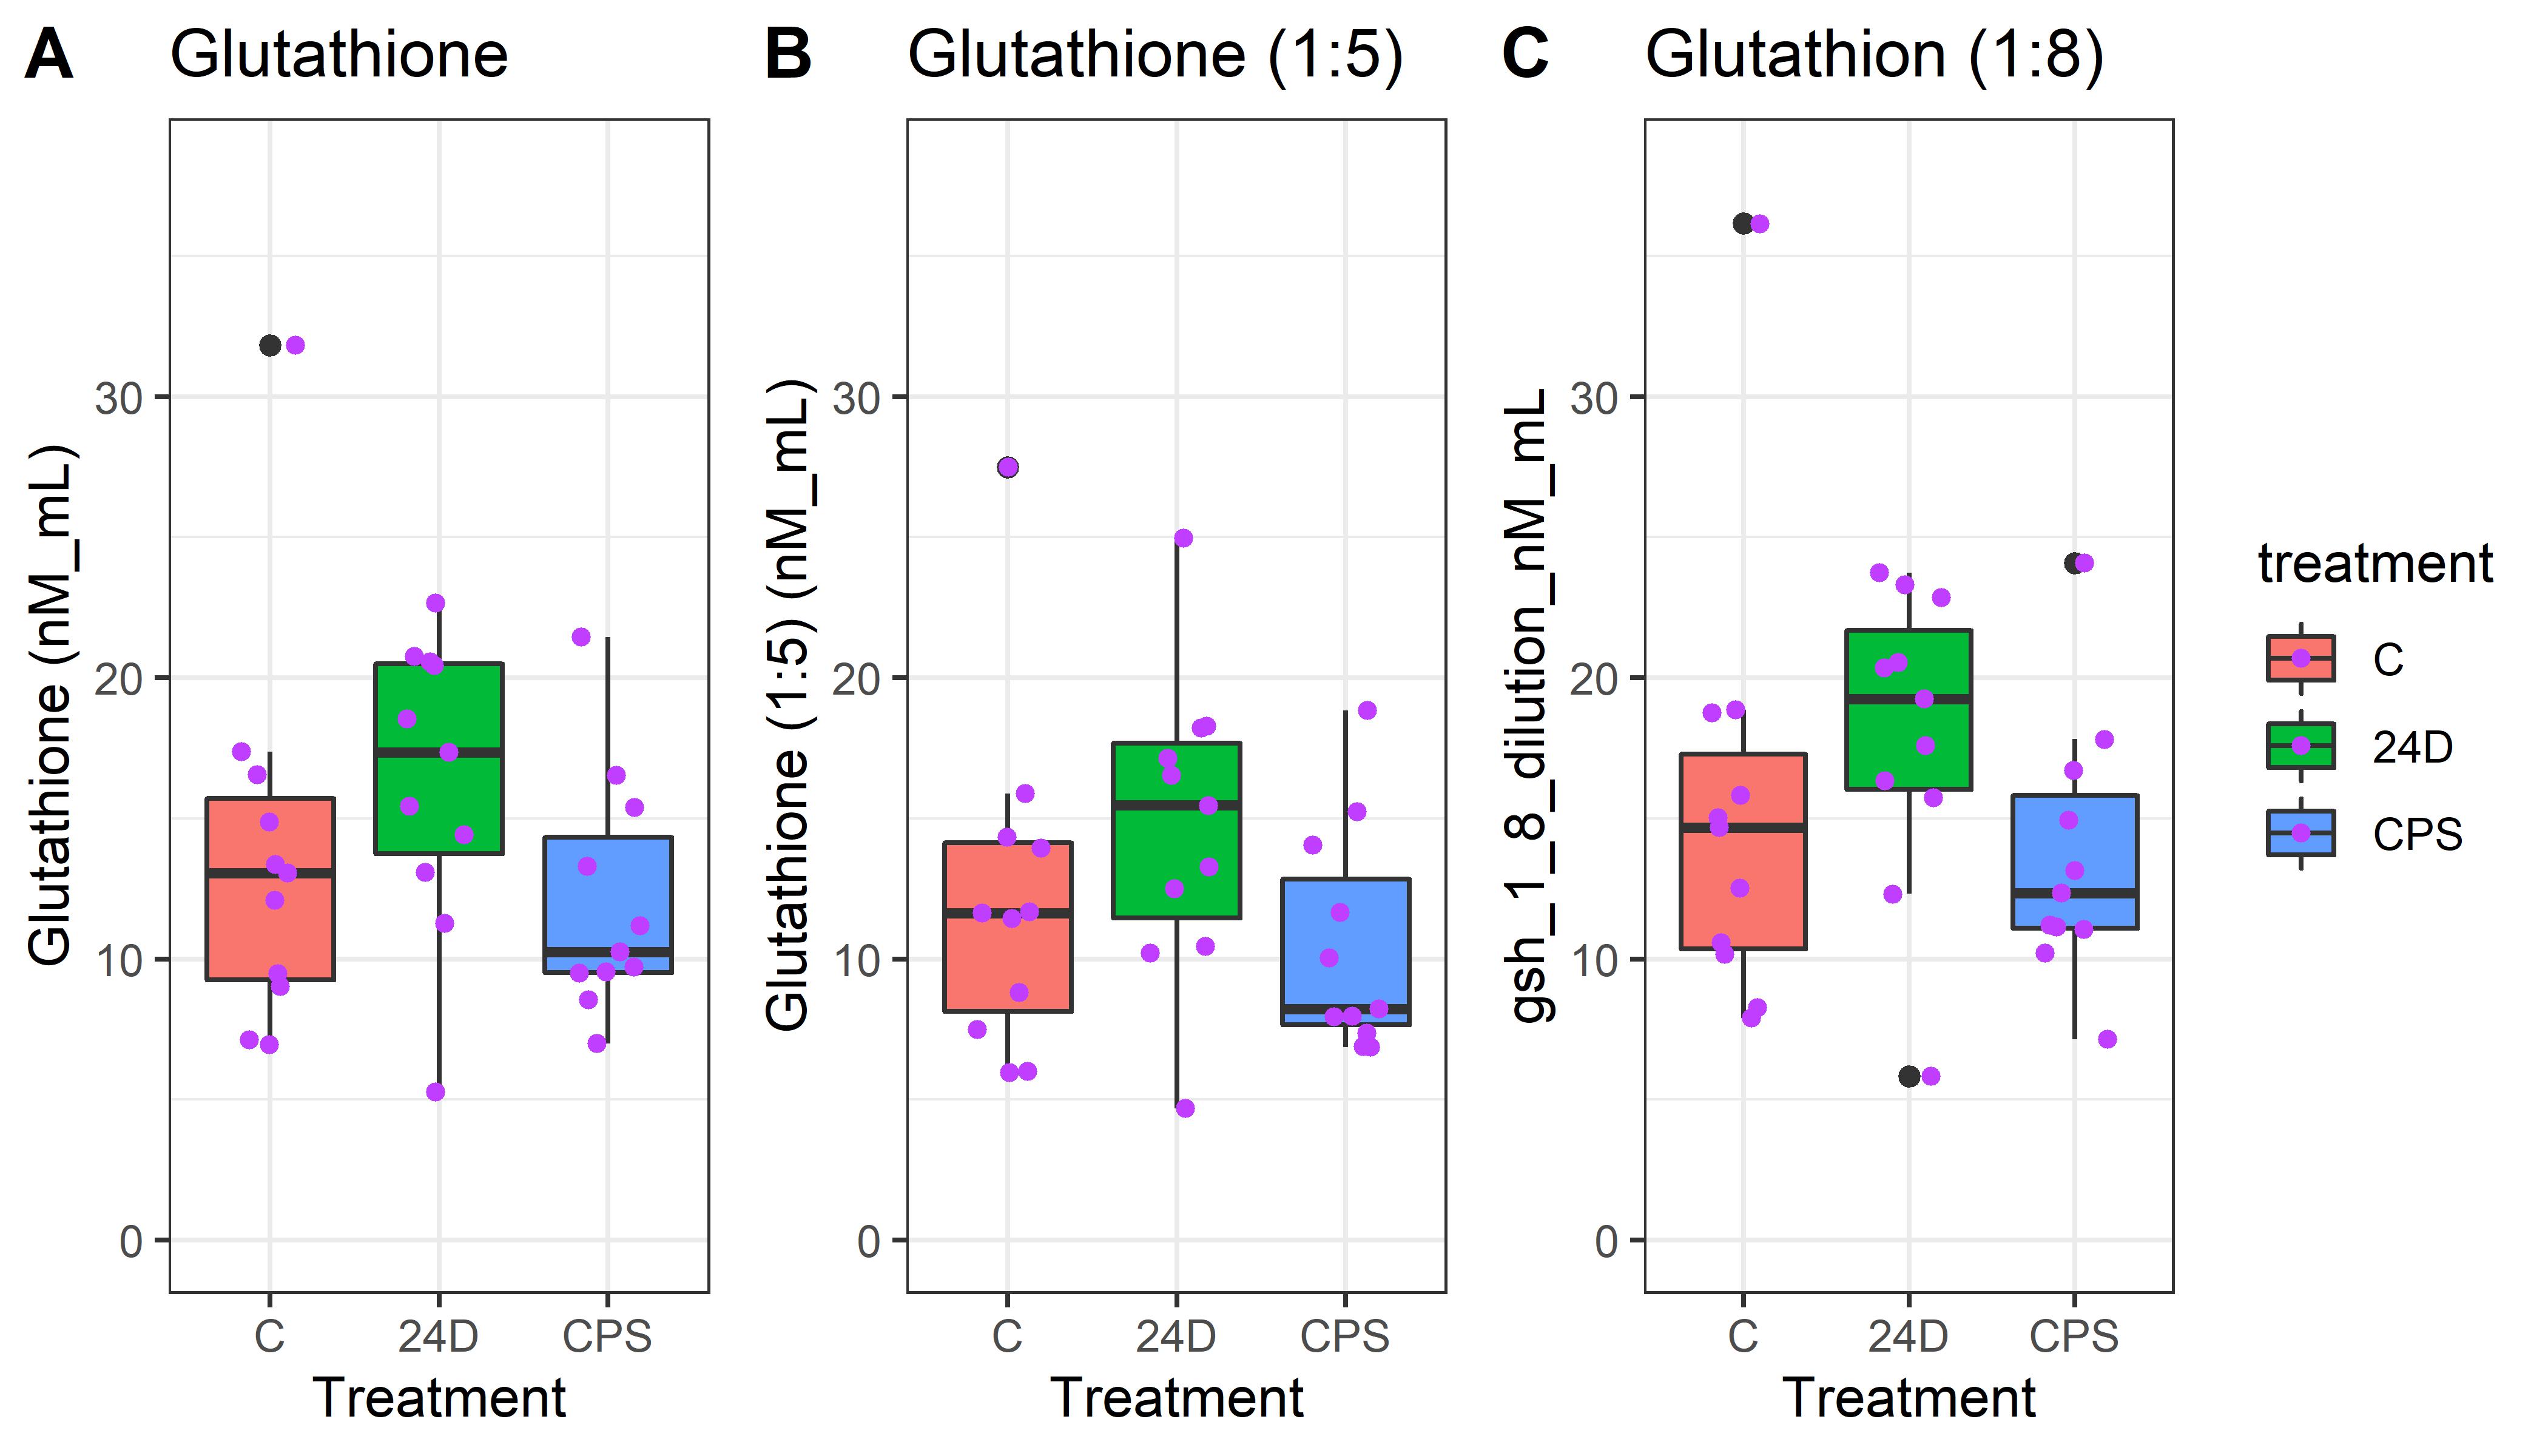 A Glutathione
Glutathione (nM_mL)
30
20
10
0
C 24D CPS
Treatment
B Glutathione (1:5)
Glutathione (1:5) (nM_mL)
30
20
10
0
C 24D CPS
Treatment
C Glutathion (1:8)
gsh_1_8_dilution_nM_mL
30
20
10
0
C 24D CPS
Treatment
treatment
C
24D
CPS